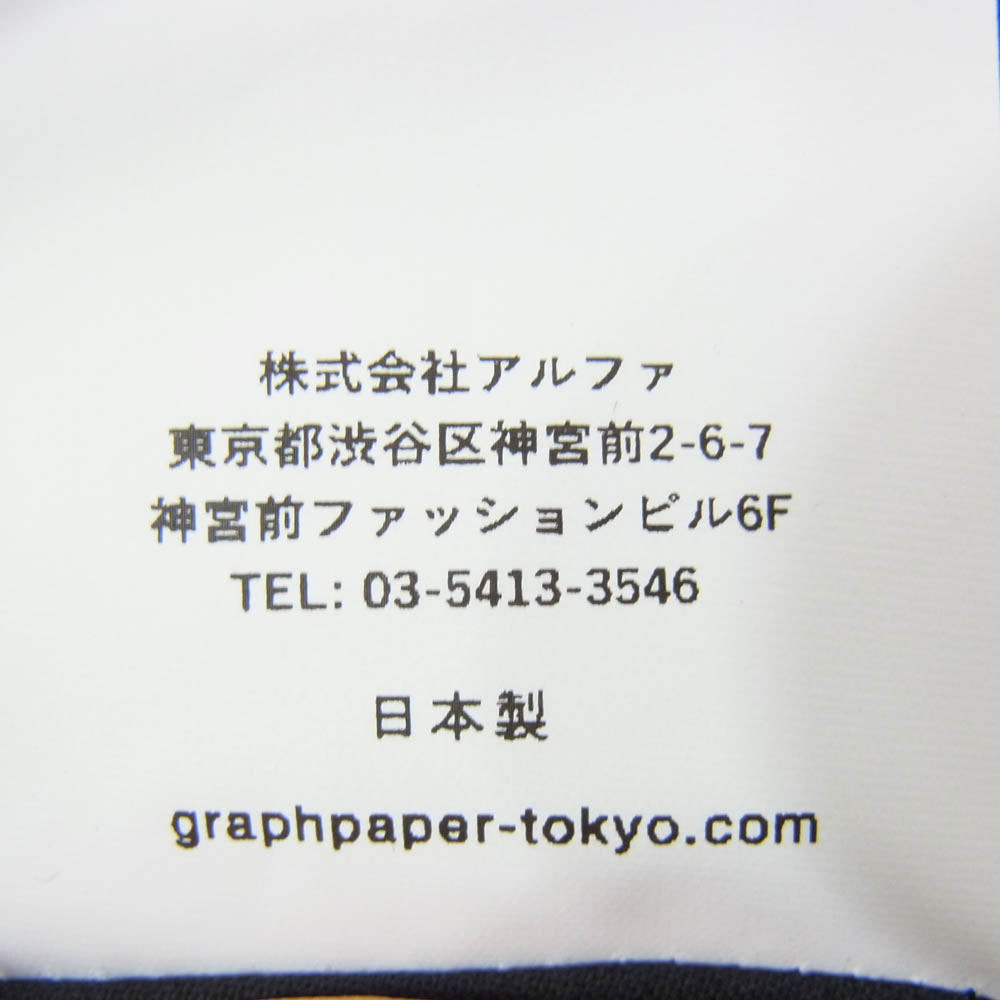 株式会社アルファ
東京都渋谷区神宮前2-6-7
神宮前ファッションビル6F
TEL: 03-5413-3546
日本製
graphpaper-tokyo.com